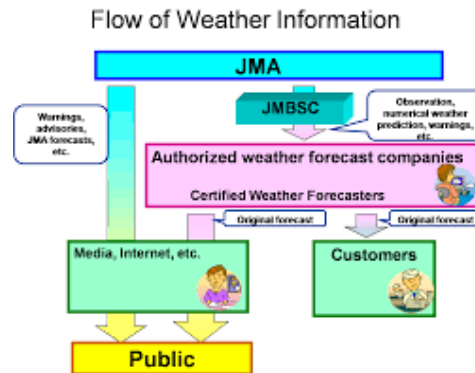 Flow of Weather Information
JMA
Warnings,
advisories,
JMA forecasts,
etc.
JMBSC
Observation,
numerical weather
prediction, warnings,
etc.
Authorized weather forecast companies
Certified Weather Forecasters
Original forecast
Original forecast
Media, Internet, etc.
Customers
Public